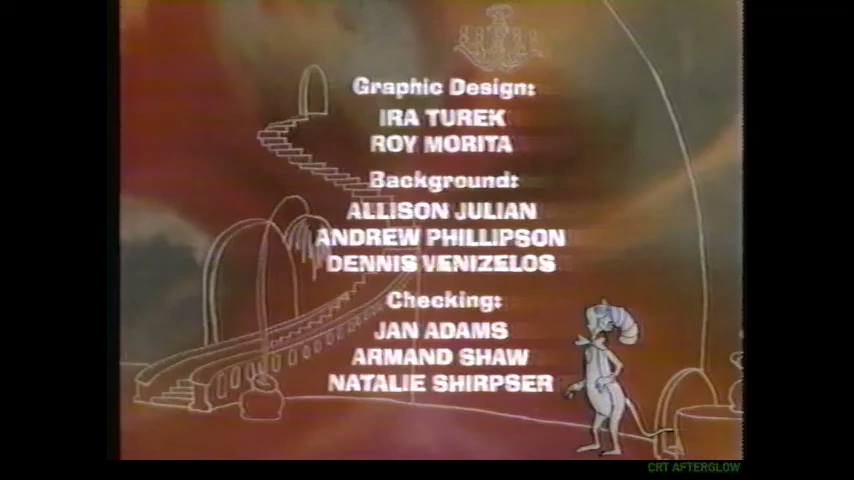 Graphic Design:
IRA TUREK
ROY MORITA
Background:
ALLISON JULIAN
ANDREW PHILLIPSON
DENNIS VENIZELOS
Checking:
JAN ADAMS
ARMAND SHAW
NATALIE SHIRPSER
CRT AFTERGLOW